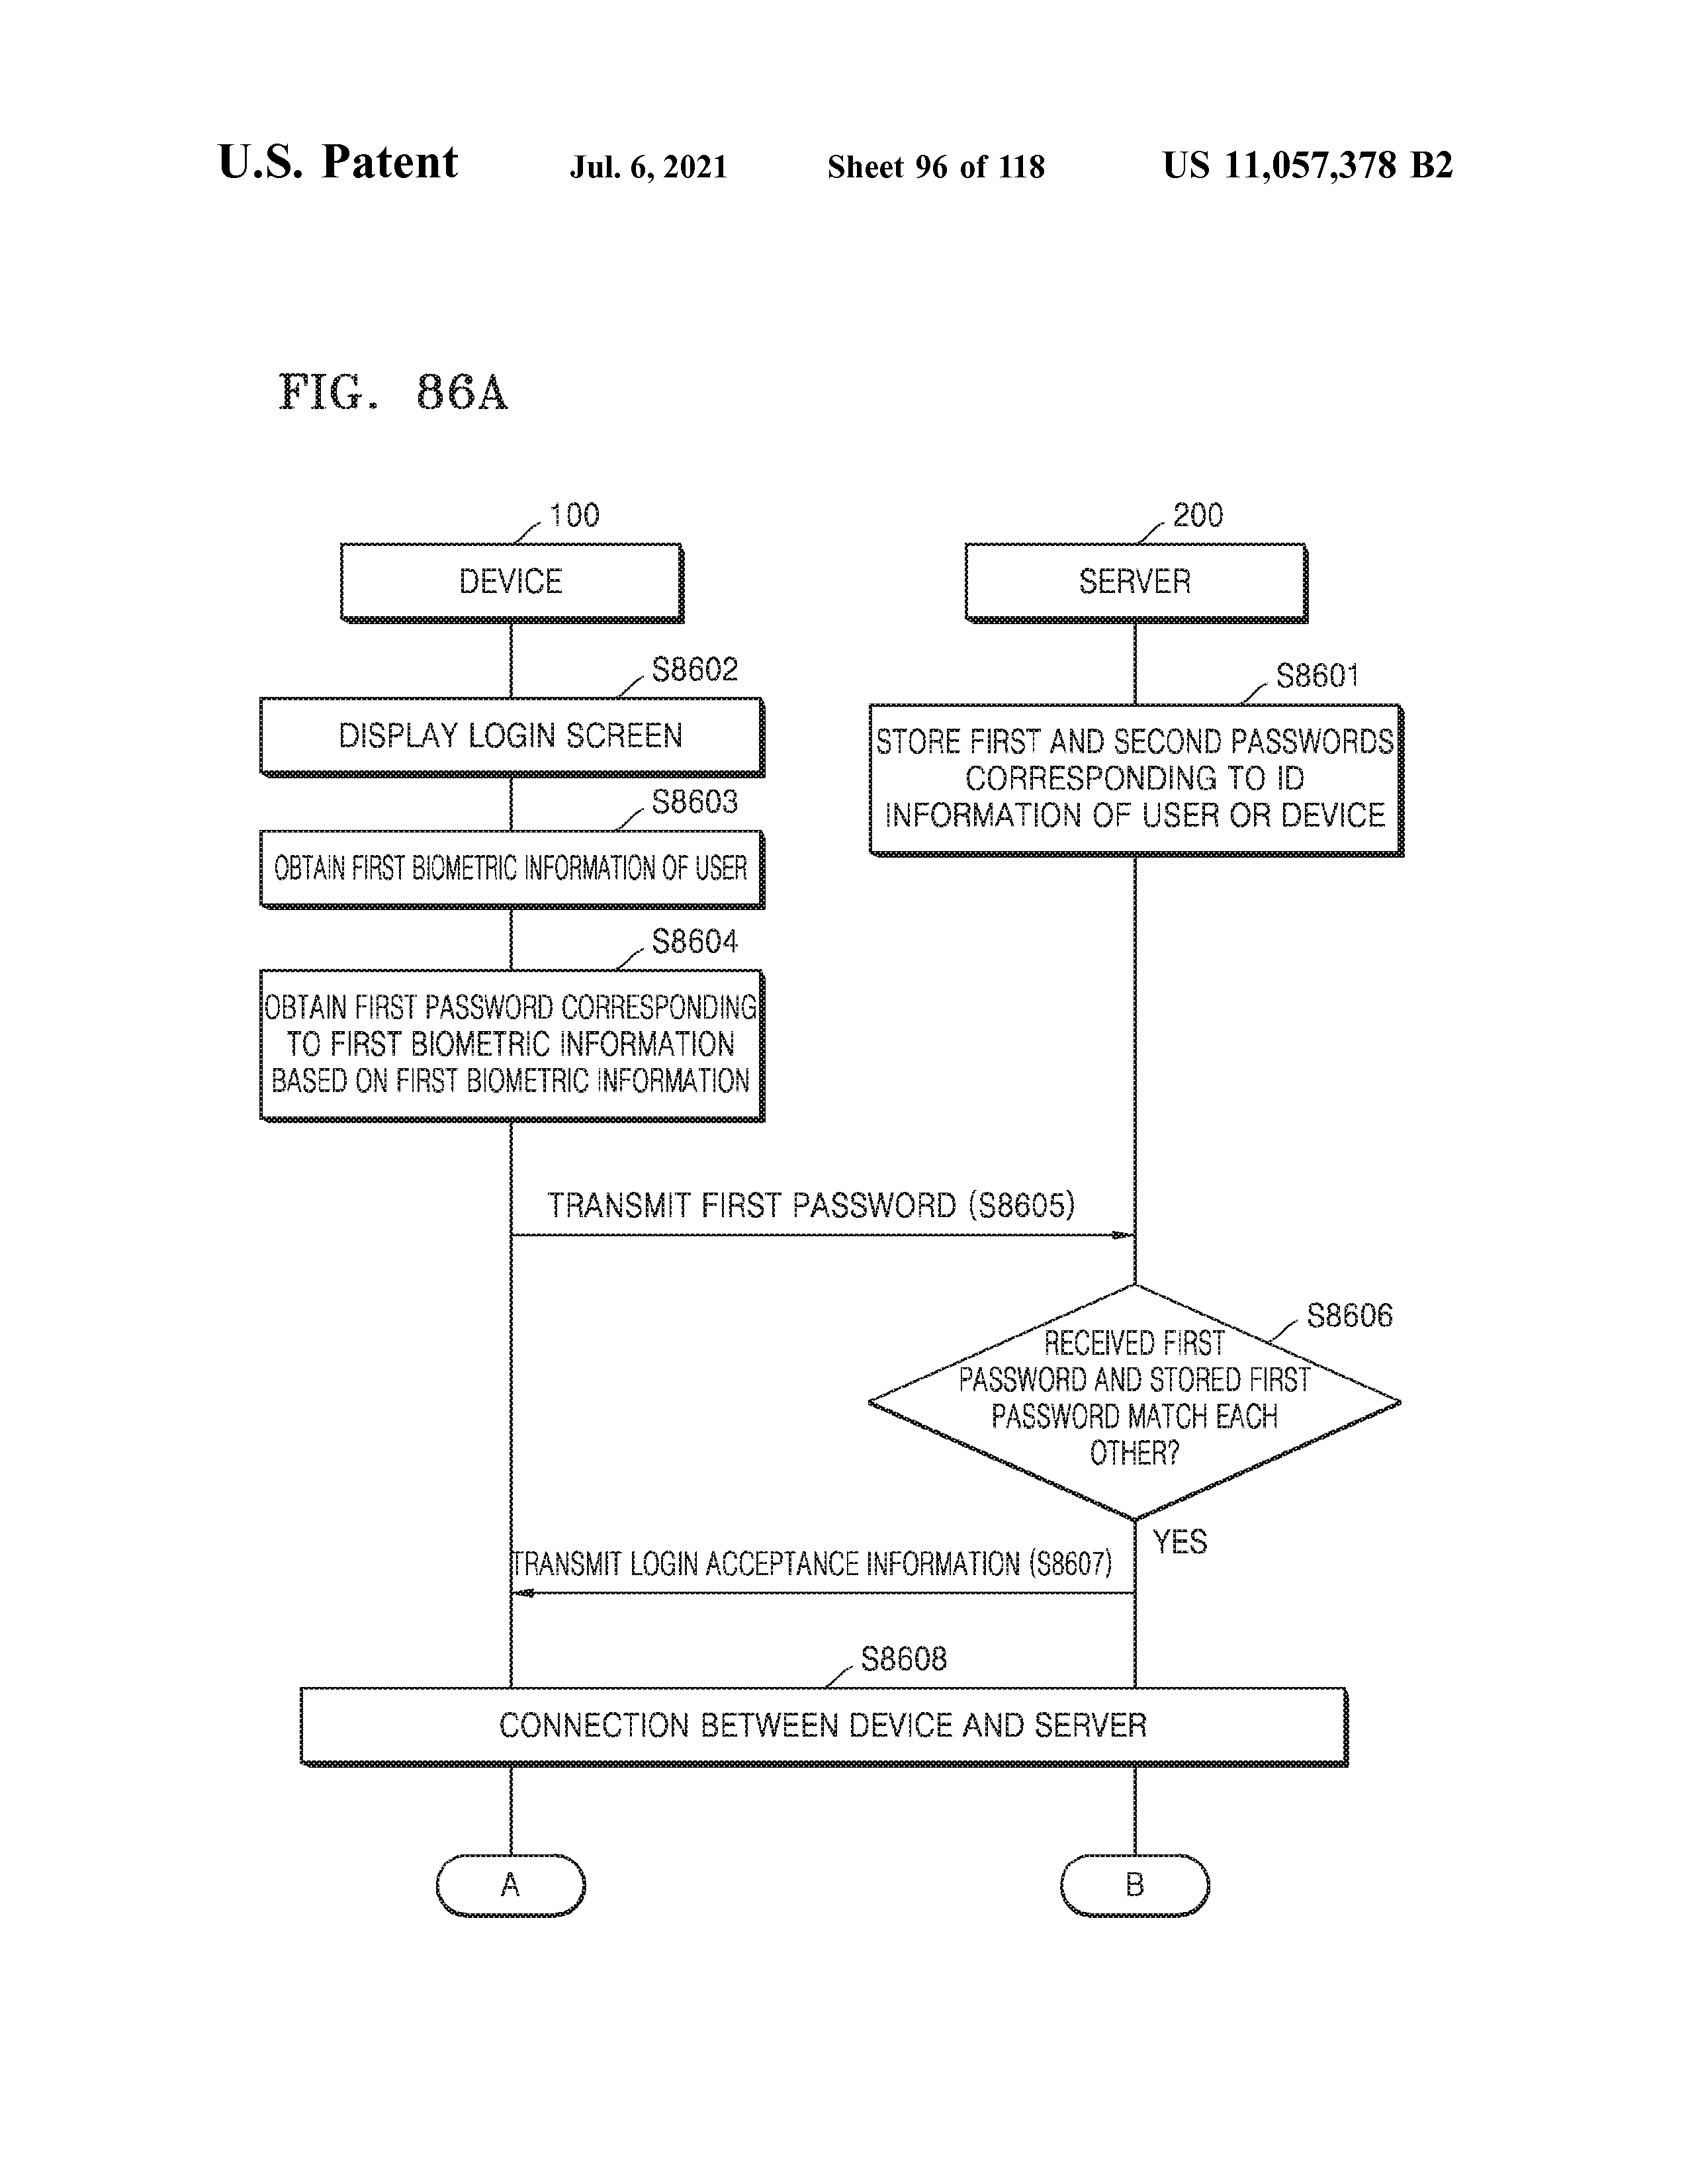 U.S. Patent Jul. 6, 2021 Sheet 96 of 118 US 11,057,378 B2
FIG. 86A
100
DEVICE
200
SERVER
S8602
DISPLAY LOGIN SCREEN
S8601
STORE FIRST AND SECOND PASSWORDS
CORRESPONDING TO ID
INFORMATION OF USER OR DEVICE
S8603
OBTAIN FIRST BIOMETRIC INFORMATION OF USER
S8604
OBTAIN FIRST PASSWORD CORRESPONDING
TO FIRST BIOMETRIC INFORMATION
BASED ON FIRST BIOMETRIC INFORMATION
TRANSMIT FIRST PASSWORD (S8605)
S8606
RECEIVED FIRST
PASSWORD AND STORED FIRST
PASSWORD MATCH EACH
OTHER?
YES
TRANSMIT LOGIN ACCEPTANCE INFORMATION (S8607)
S8608
CONNECTION BETWEEN DEVICE AND SERVER
A
B